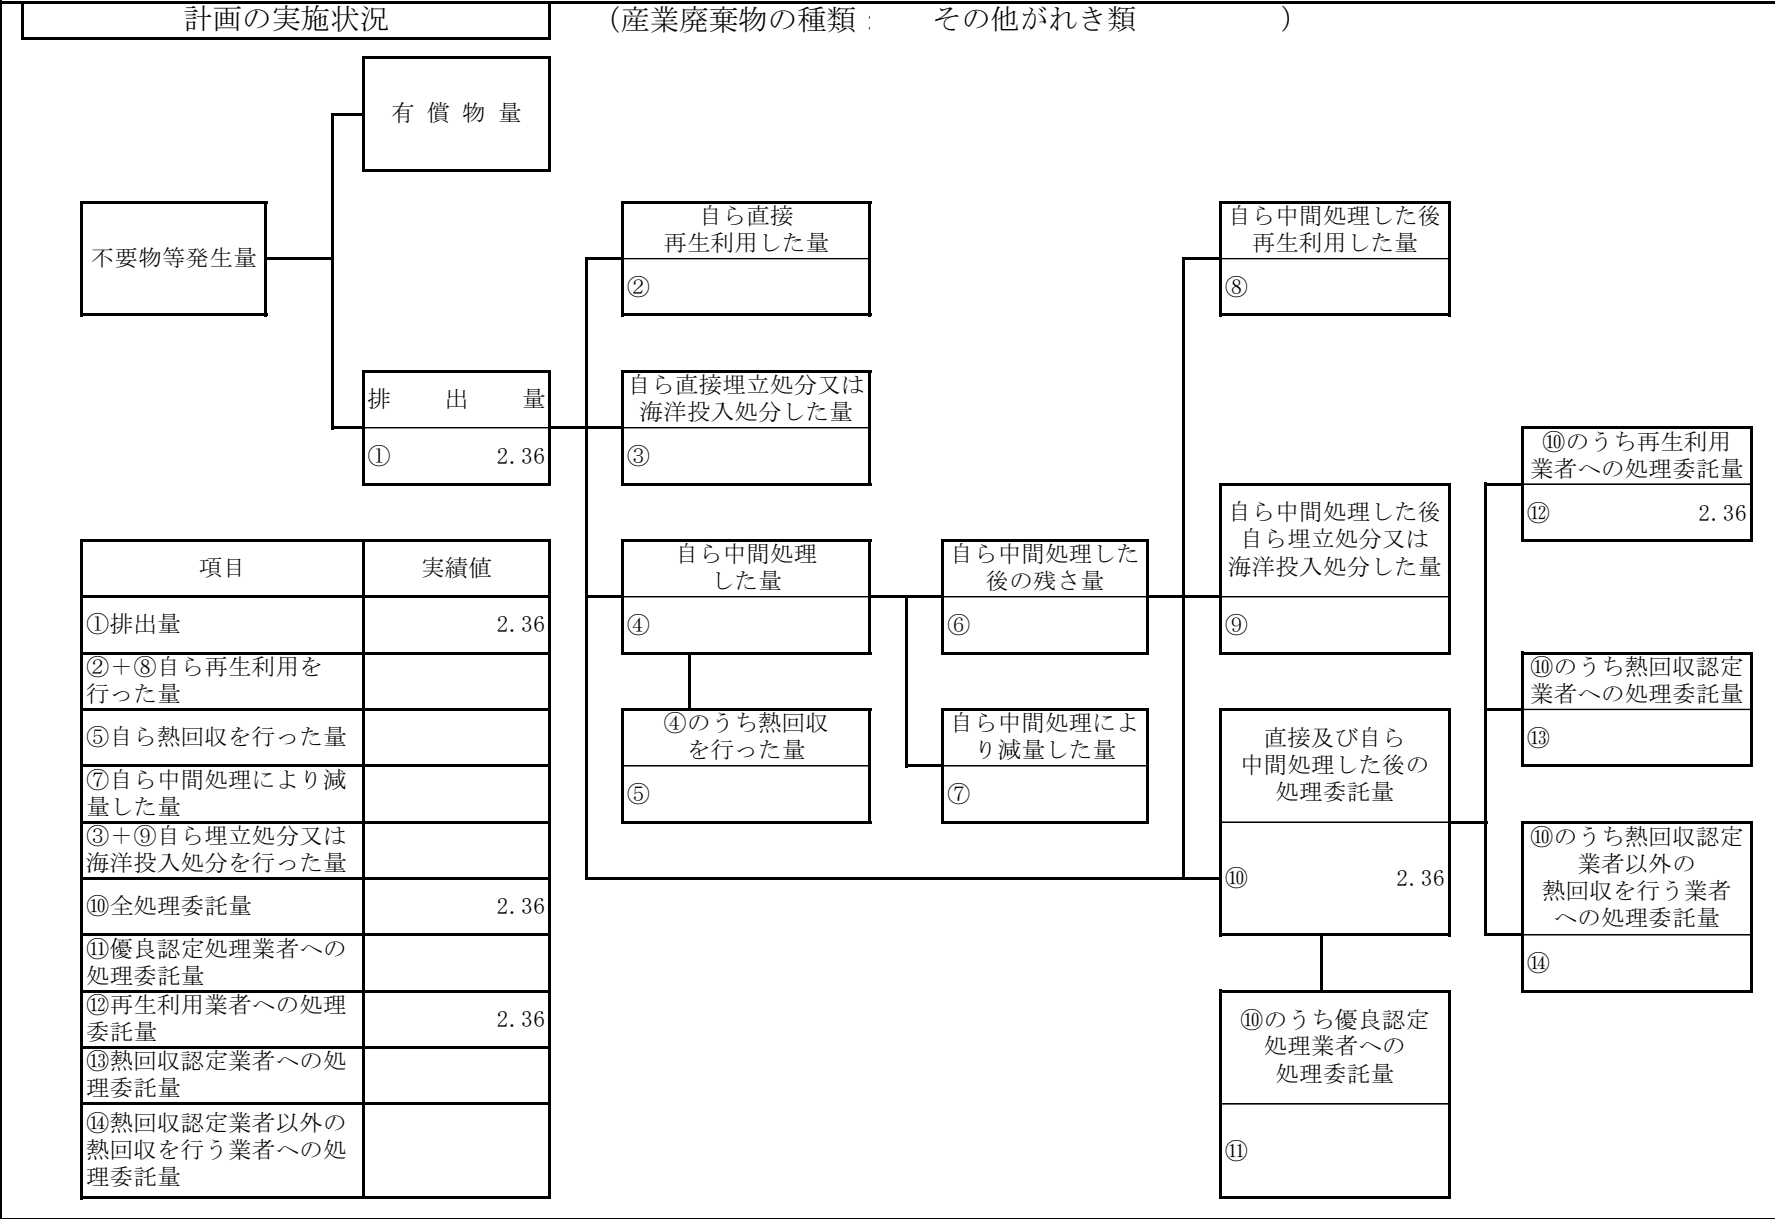 計画の実施状況
（産業廃棄物の種類： その他がれき類 ）
有 償 物 量
不要物等発生量
自ら直接
再生利用した量
②
自ら中間処理した後
再生利用した量
⑧
排 出 量
① 2.36
自ら直接埋立処分又は
海洋投入処分した量
③
⑩のうち再生利用
業者への処理委託量
⑫ 2.36
自ら中間処理した後
自ら埋立処分又は
海洋投入処分した量
⑨
自ら中間処理
した量
④
自ら中間処理した
後の残さ量
⑥
⑩のうち熱回収認定
業者への処理委託量
⑬
④のうち熱回収
を行った量
⑤
自ら中間処理によ
り減量した量
⑦
直接及び自ら
中間処理した後の
処理委託量
⑩ 2.36
⑩のうち熱回収認定
業者以外の
熱回収を行う業者
への処理委託量
⑭
⑩のうち優良認定
処理業者への
処理委託量
⑪
項目 実績値
①排出量 2.36
②＋⑧自ら再生利用を
行った量
⑤自ら熱回収を行った量
⑦自ら中間処理により減
量した量
③＋⑨自ら埋立処分又は
海洋投入処分を行った量
⑩全処理委託量 2.36
⑪優良認定処理業者への
処理委託量
⑫再生利用業者への処理
委託量 2.36
⑬熱回収認定業者への処
理委託量
⑭熱回収認定業者以外の
熱回収を行う業者への処
理委託量